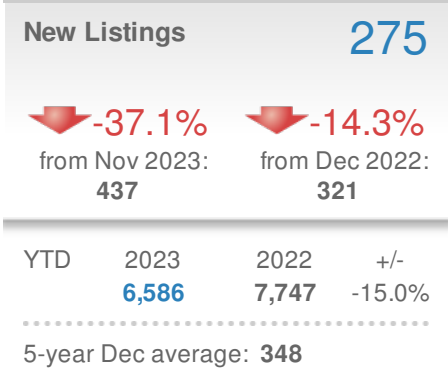 New Listings 275
-37.1% -14.3%
from Nov 2023: from Dec 2022:
437 321
YTD 2023 2022 +/-
6,586 7,747 -15.0%
5-year Dec average: 348